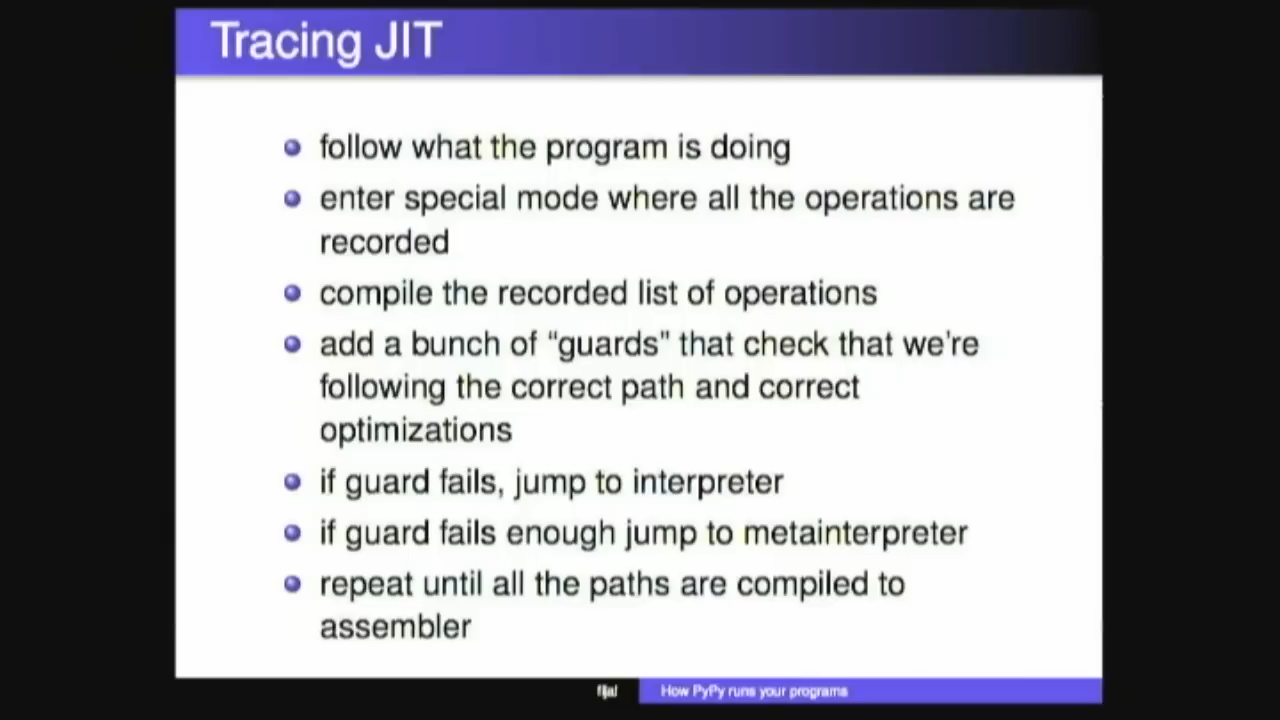 Tracing JIT
follow what the program is doing
enter special mode where all the operations are
recorded
compile the recorded list of operations
add a bunch of “guards” that check that we're
following the correct path and correct
optimizations
if guard fails, jump to interpreter
if guard fails enough jump to metainterpreter
repeat until all the paths are compiled to
assembler
fijal
How PyPy runs your programs